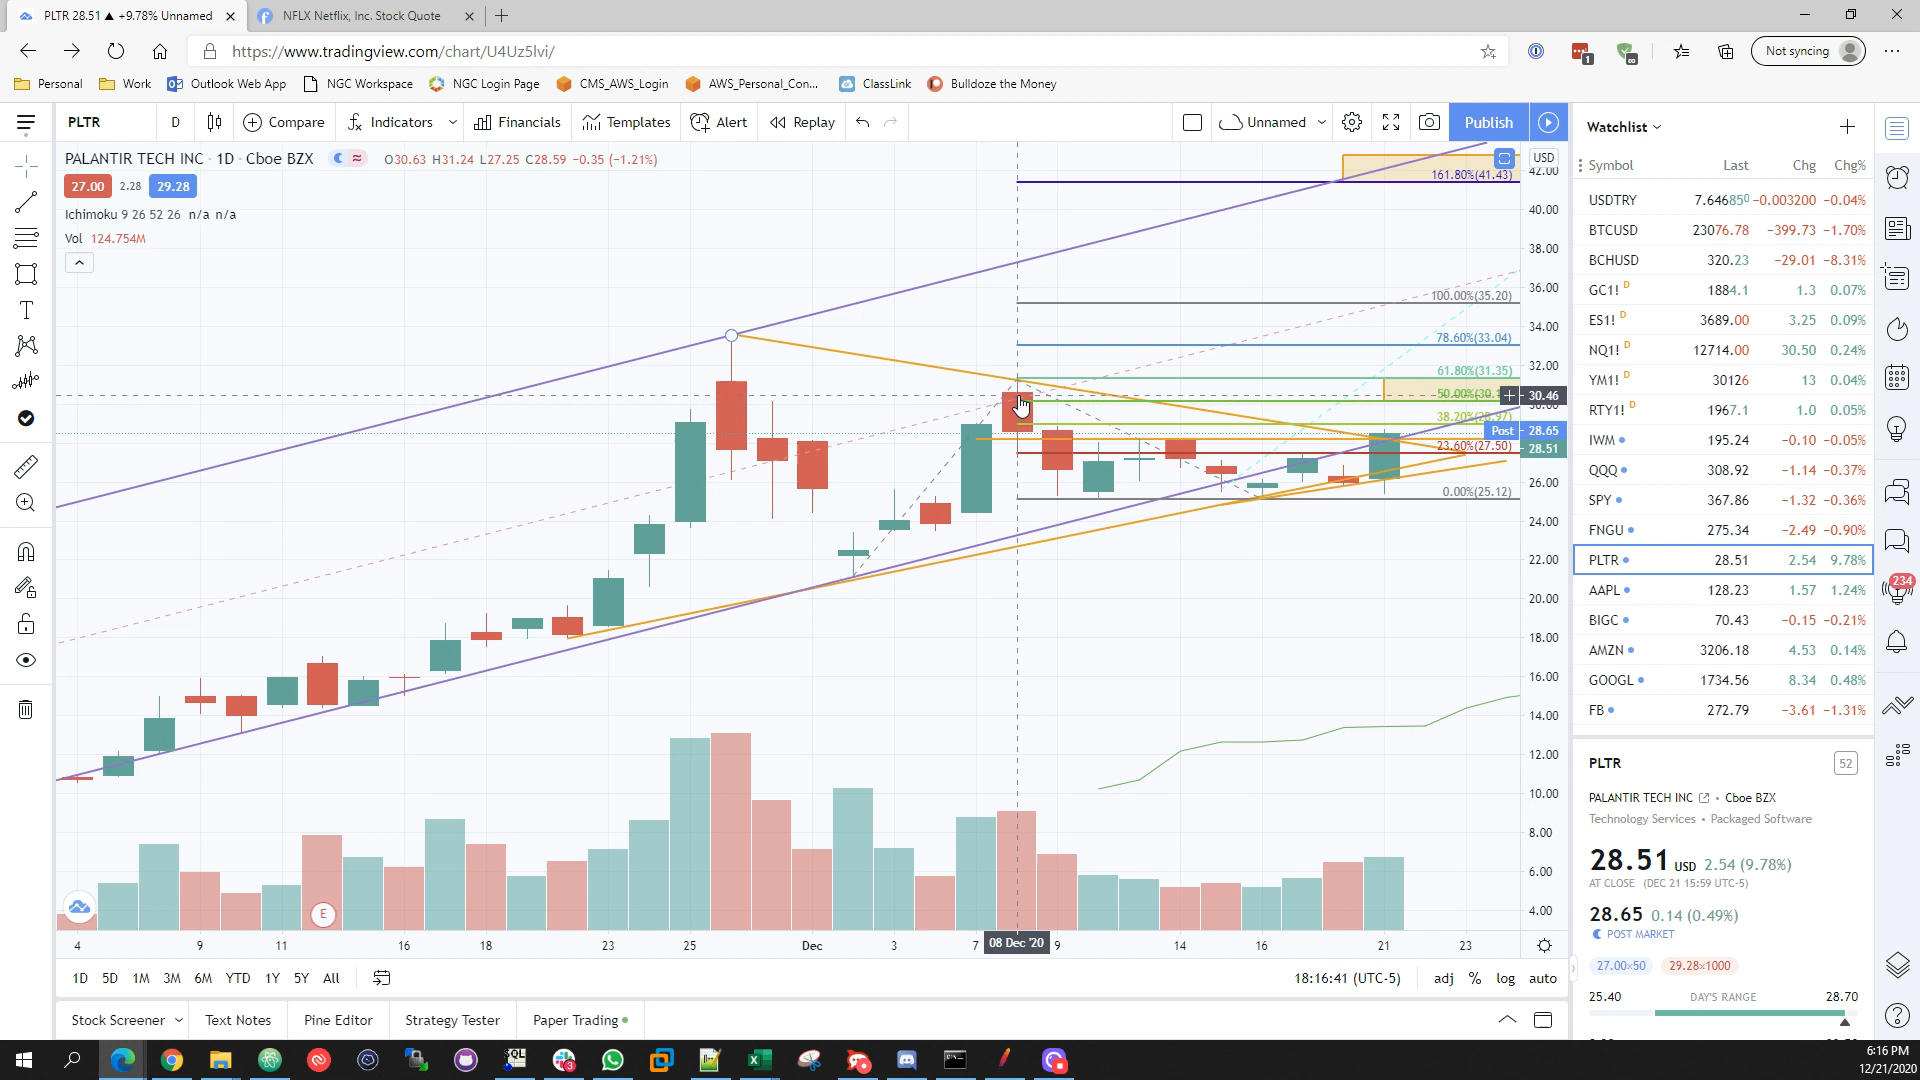 PLTR 28.51 ▲ +9.78% Unnamed
NFLX Netflix, Inc. Stock Quote
https://www.tradingview.com/chart/U4Uz5lvi/
Not syncing
Personal
Work
Outlook Web App
NGC Workspace
NGC Login Page
CMS_AWS_Login
AWS_Personal_Con...
ClassLink
Bulldoze the Money
PLTR
D
Compare
Indicators
Financials
Templates
Alert
Replay
Unnamed
Publish
PALANTIR TECH INC · 1D · Cboe BZX
O30.63 H31.24 L27.25 C28.59 −0.35 (−1.21%)
27.00 2.28 29.28
Ichimoku 9 26 52 26 n/a n/a
Vol 124.754M
161.80%(41.43)
100.00%(35.20)
78.60%(33.04)
61.80%(31.35)
38.20%(28.97)
23.60%(27.50)
0.00%(25.12)
USD
42.00
40.00
38.00
36.00
34.00
32.00
30.46
Post 28.65
28.51
26.00
24.00
22.00
20.00
18.00
16.00
14.00
12.00
10.00
8.00
6.00
4.00
E
4 9 11 16 18 23 25 Dec 3 7 08 Dec '20 9 14 16 21 23
1D 5D 1M 3M 6M YTD 1Y 5Y All
18:16:41 (UTC-5) adj % log auto
Stock Screener
Text Notes
Pine Editor
Strategy Tester
Paper Trading
Watchlist
Symbol Last Chg Chg%
USDTRY 7.646850 −0.003200 −0.04%
BTCUSD 23076.78 −399.73 −1.70%
BCHUSD 320.23 −29.01 −8.31%
GC1! D 1884.1 1.3 0.07%
ES1! D 3689.00 3.25 0.09%
NQ1! D 12714.00 30.50 0.24%
YM1! D 30126 13 0.04%
RTY1! D 1967.1 1.0 0.05%
IWM 195.24 −0.10 −0.05%
QQQ 308.92 −1.14 −0.37%
SPY 367.86 −1.32 −0.36%
FNGU 275.34 −2.49 −0.90%
PLTR 28.51 2.54 9.78%
AAPL 128.23 1.57 1.24%
BIGC 70.43 −0.15 −0.21%
AMZN 3206.18 4.53 0.14%
GOOGL 1734.56 8.34 0.48%
FB 272.79 −3.61 −1.31%
PLTR
52
PALANTIR TECH INC • Cboe BZX
Technology Services • Packaged Software
28.51 USD 2.54 (9.78%)
AT CLOSE (DEC 21 15:59 UTC-5)
28.65 0.14 (0.49%)
POST MARKET
27.00×50 29.28×1000
25.40 DAY'S RANGE 28.70
234
1
3
SQL
6:16 PM
12/21/2020